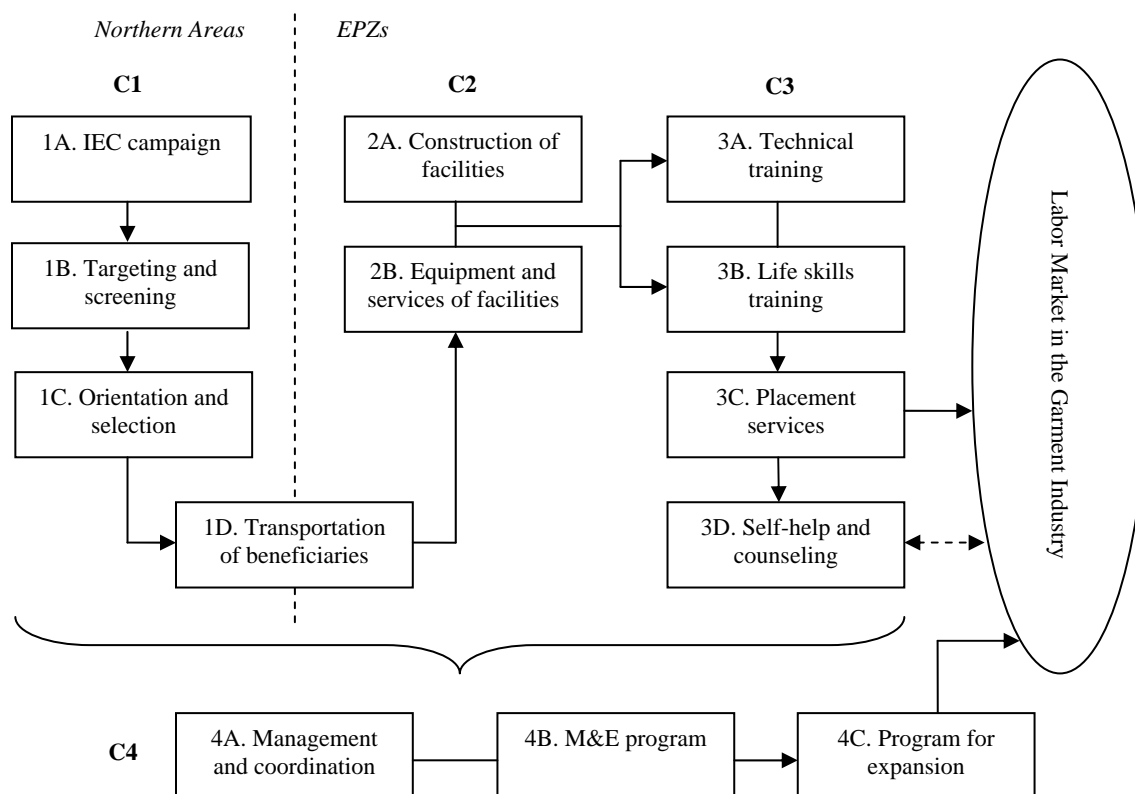 Northern Areas
EPZs
C1
C2
C3
1A. IEC campaign
2A. Construction of
facilities
3A. Technical
training
1B. Targeting and
screening
2B. Equipment and
services of facilities
3B. Life skills
training
1C. Orientation and
selection
3C. Placement
services
1D. Transportation
of beneficiaries
3D. Self-help and
counseling
Labor Market in the Garment Industry
C4
4A. Management
and coordination
4B. M&E program
4C. Program for
expansion